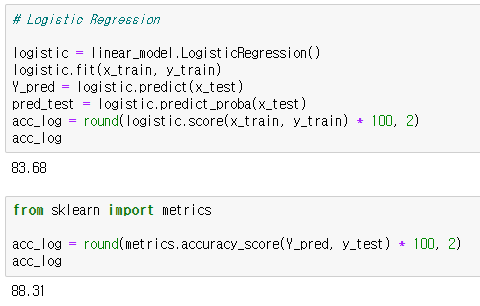 # Logistic Regression
logistic = linear_model.LogisticRegression()
logistic.fit(x_train, y_train)
Y_pred = logistic.predict(x_test)
pred_test = logistic.predict_proba(x_test)
acc_log = round(logistic.score(x_train, y_train) * 100, 2)
acc_log
83.68
from sklearn import metrics
acc_log = round(metrics.accuracy_score(Y_pred, y_test) * 100, 2)
acc_log
88.31